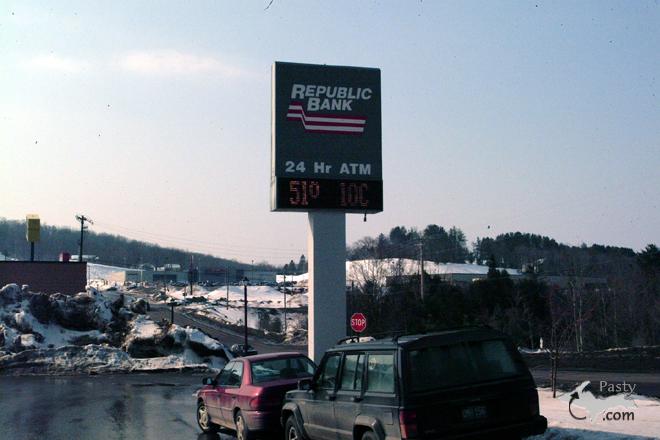 REPUBLIC
BANK
24 Hr ATM
51° 10C
STOP
Pasty
.com